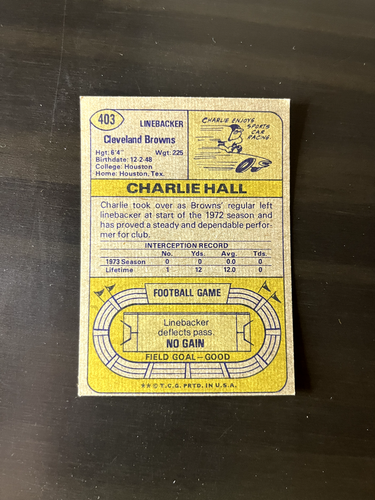 403
LINEBACKER
Cleveland Browns
Hgt: 6'4" Wgt: 225
Birthdate: 12-2-48
College: Houston
Home: Houston, Tex.
CHARLIE ENJOYS
SPORTS
CAR
RACING.
CHARLIE HALL
Charlie took over as Browns' regular left
linebacker at start of the 1972 season and
has proved a steady and dependable perfor-
mer for club.
INTERCEPTION RECORD
No. Yds. Avg. Tds.
1973 Season 0 0 0.0 0
Lifetime 1 12 12.0 0
FOOTBALL GAME
Linebacker
deflects pass.
NO GAIN
FIELD GOAL—GOOD
★★ © T.C.G. PRTD. IN U.S.A.